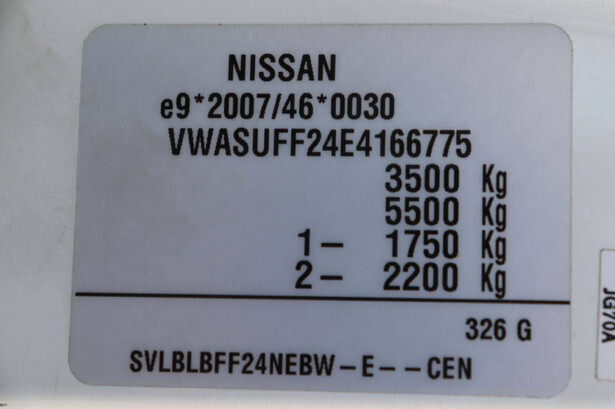 NISSAN
e9*2007/46*0030
VWASUFF24E4166775
3500 Kg
5500 Kg
1- 1750 Kg
2- 2200 Kg
326 G
SVLBLBFF24NEBW-E--CEN
JG70A